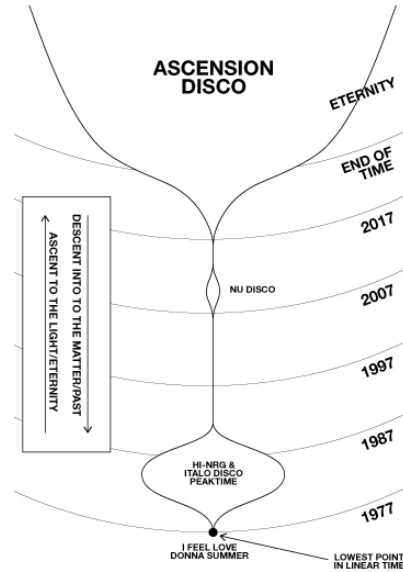 ASCENSION
DISCO
ETERNITY
END OF
TIME
2017
DESCENT INTO TO THE MATTER/PAST
ASCENT TO THE LIGHT/ETERNITY
NU DISCO
2007
1997
1987
HI-NRG &
ITALO DISCO
PEAKTIME
1977
I FEEL LOVE
DONNA SUMMER
LOWEST POINT
IN LINEAR TIME